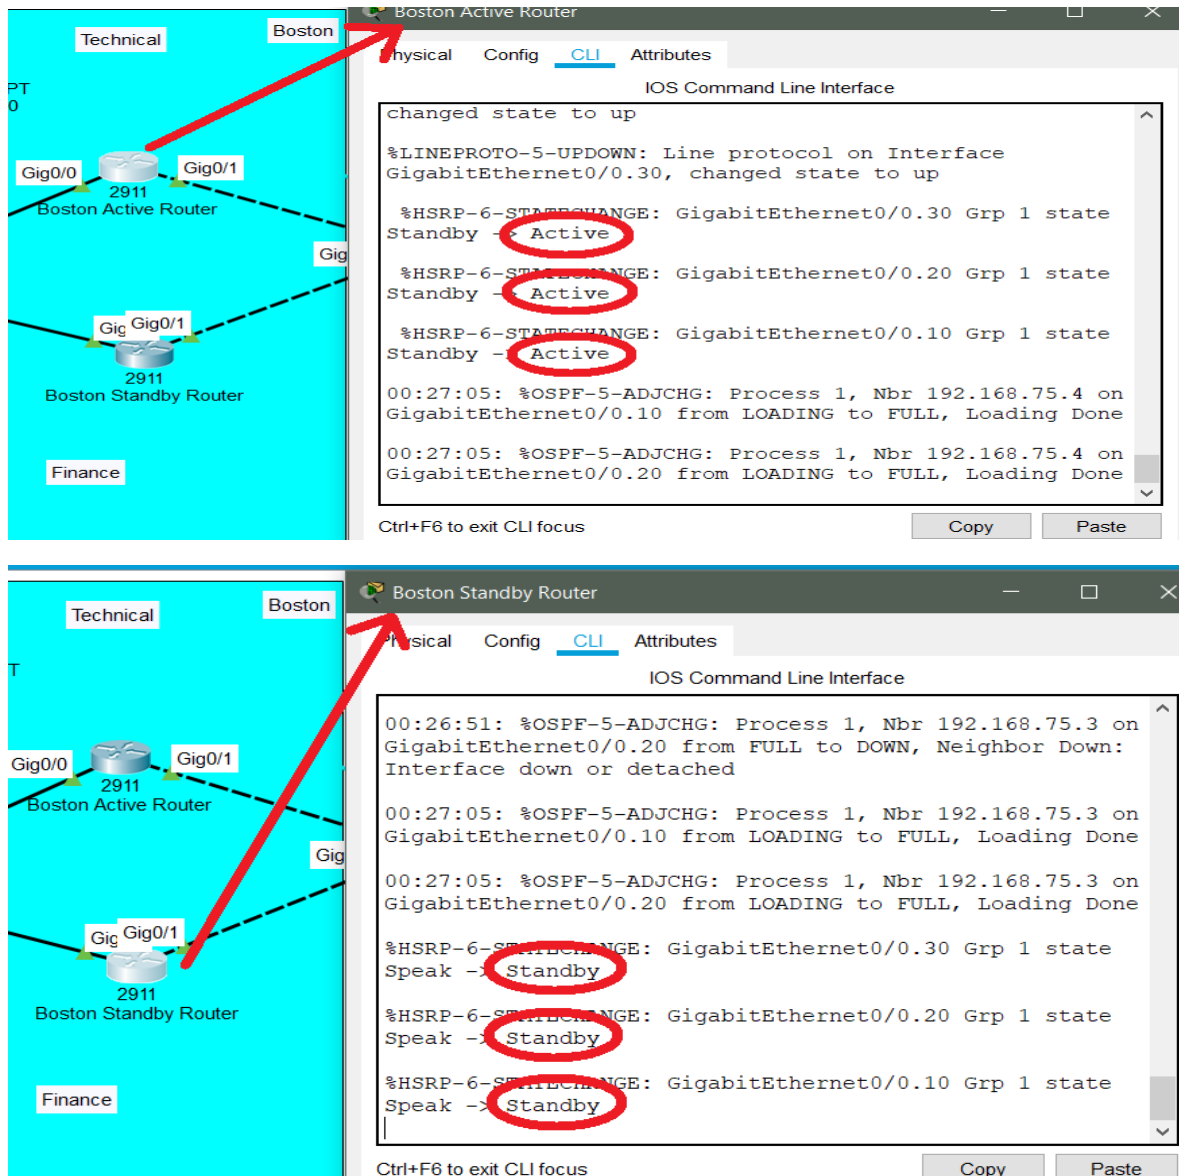 Boston Active Router
Technical
Boston
Physical Config CLI Attributes
IOS Command Line Interface
PT
0
changed state to up
%LINEPROTO-5-UPDOWN: Line protocol on Interface
GigabitEthernet0/0.30, changed state to up
%HSRP-6-STATECHANGE: GigabitEthernet0/0.30 Grp 1 state
Standby -> Active
%HSRP-6-STATECHANGE: GigabitEthernet0/0.20 Grp 1 state
Standby -> Active
%HSRP-6-STATECHANGE: GigabitEthernet0/0.10 Grp 1 state
Standby -> Active
00:27:05: %OSPF-5-ADJCHG: Process 1, Nbr 192.168.75.4 on
GigabitEthernet0/0.10 from LOADING to FULL, Loading Done
00:27:05: %OSPF-5-ADJCHG: Process 1, Nbr 192.168.75.4 on
GigabitEthernet0/0.20 from LOADING to FULL, Loading Done
Gig0/0
Gig0/1
2911
Boston Active Router
Gig
Gig Gig0/1
2911
Boston Standby Router
Finance
Ctrl+F6 to exit CLI focus
Copy
Paste
Boston Standby Router
Technical
Boston
Physical Config CLI Attributes
IOS Command Line Interface
T
00:26:51: %OSPF-5-ADJCHG: Process 1, Nbr 192.168.75.3 on
GigabitEthernet0/0.20 from FULL to DOWN, Neighbor Down:
Interface down or detached
00:27:05: %OSPF-5-ADJCHG: Process 1, Nbr 192.168.75.3 on
GigabitEthernet0/0.10 from LOADING to FULL, Loading Done
00:27:05: %OSPF-5-ADJCHG: Process 1, Nbr 192.168.75.3 on
GigabitEthernet0/0.20 from LOADING to FULL, Loading Done
%HSRP-6-STATECHANGE: GigabitEthernet0/0.30 Grp 1 state
Speak -> Standby
%HSRP-6-STATECHANGE: GigabitEthernet0/0.20 Grp 1 state
Speak -> Standby
%HSRP-6-STATECHANGE: GigabitEthernet0/0.10 Grp 1 state
Speak -> Standby
Gig0/0
Gig0/1
2911
Boston Active Router
Gig
Gig Gig0/1
2911
Boston Standby Router
Finance
Ctrl+F6 to exit CLI focus
Copy
Paste